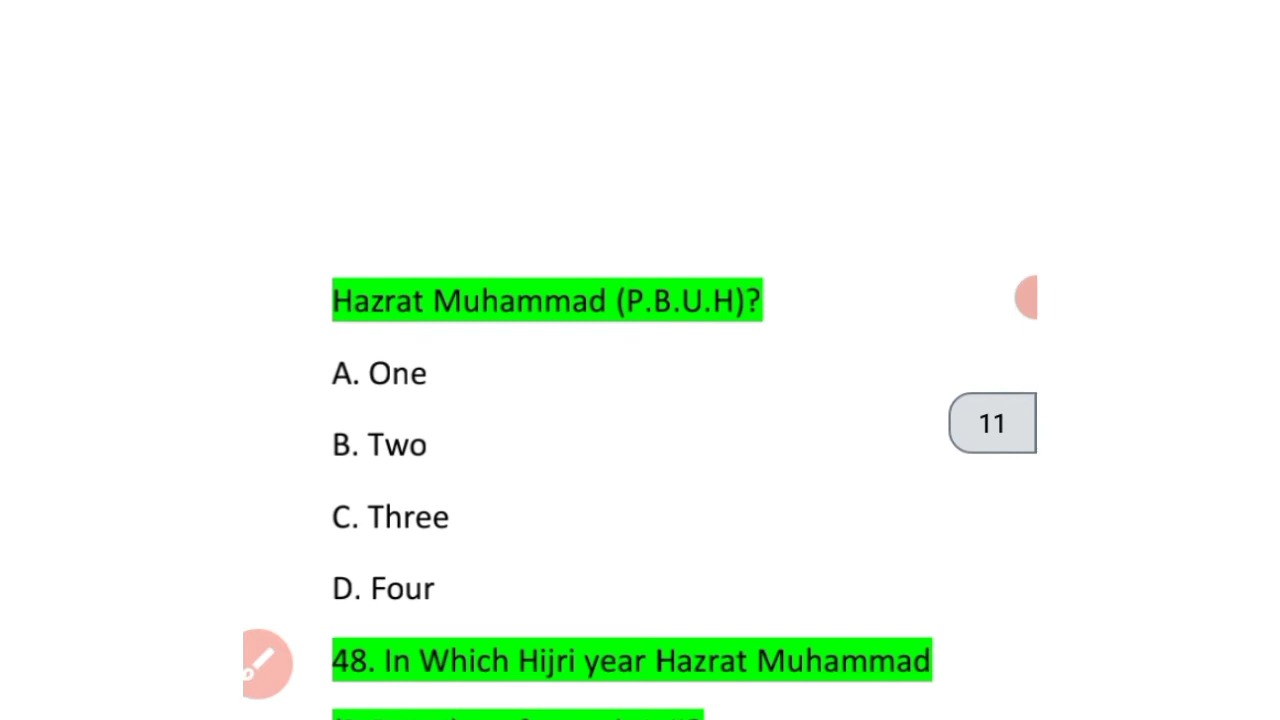 Hazrat Muhammad (P.B.U.H)?
A. One
11
B. Two
C. Three
D. Four
48. In Which Hijri year Hazrat Muhammad